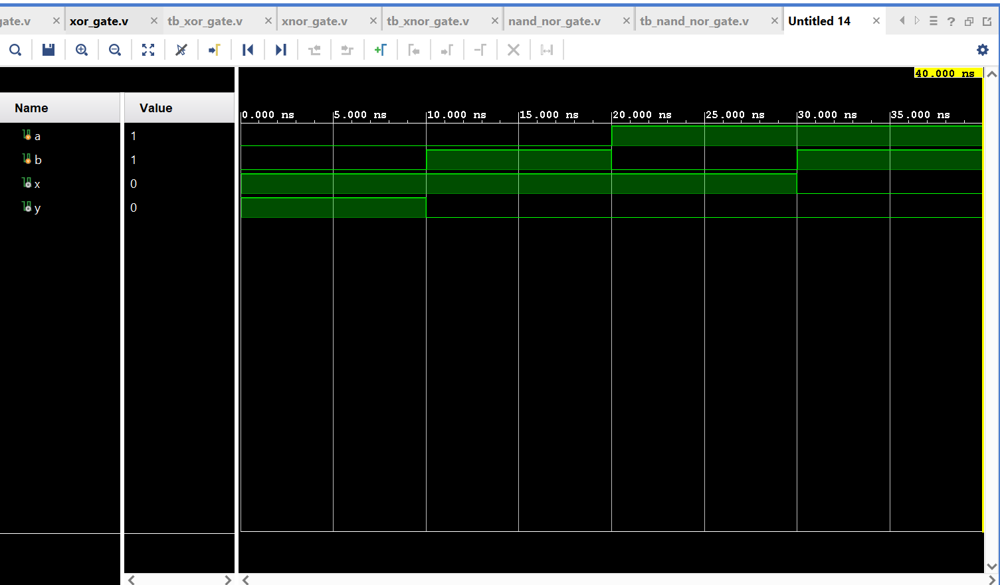 gate.v xor_gate.v tb_xor_gate.v xnor_gate.v tb_xnor_gate.v nand_nor_gate.v tb_nand_nor_gate.v Untitled 14
40.000 ns
Name Value
0.000 ns 5.000 ns 10.000 ns 15.000 ns 20.000 ns 25.000 ns 30.000 ns 35.000 ns
a 1
b 1
x 0
y 0